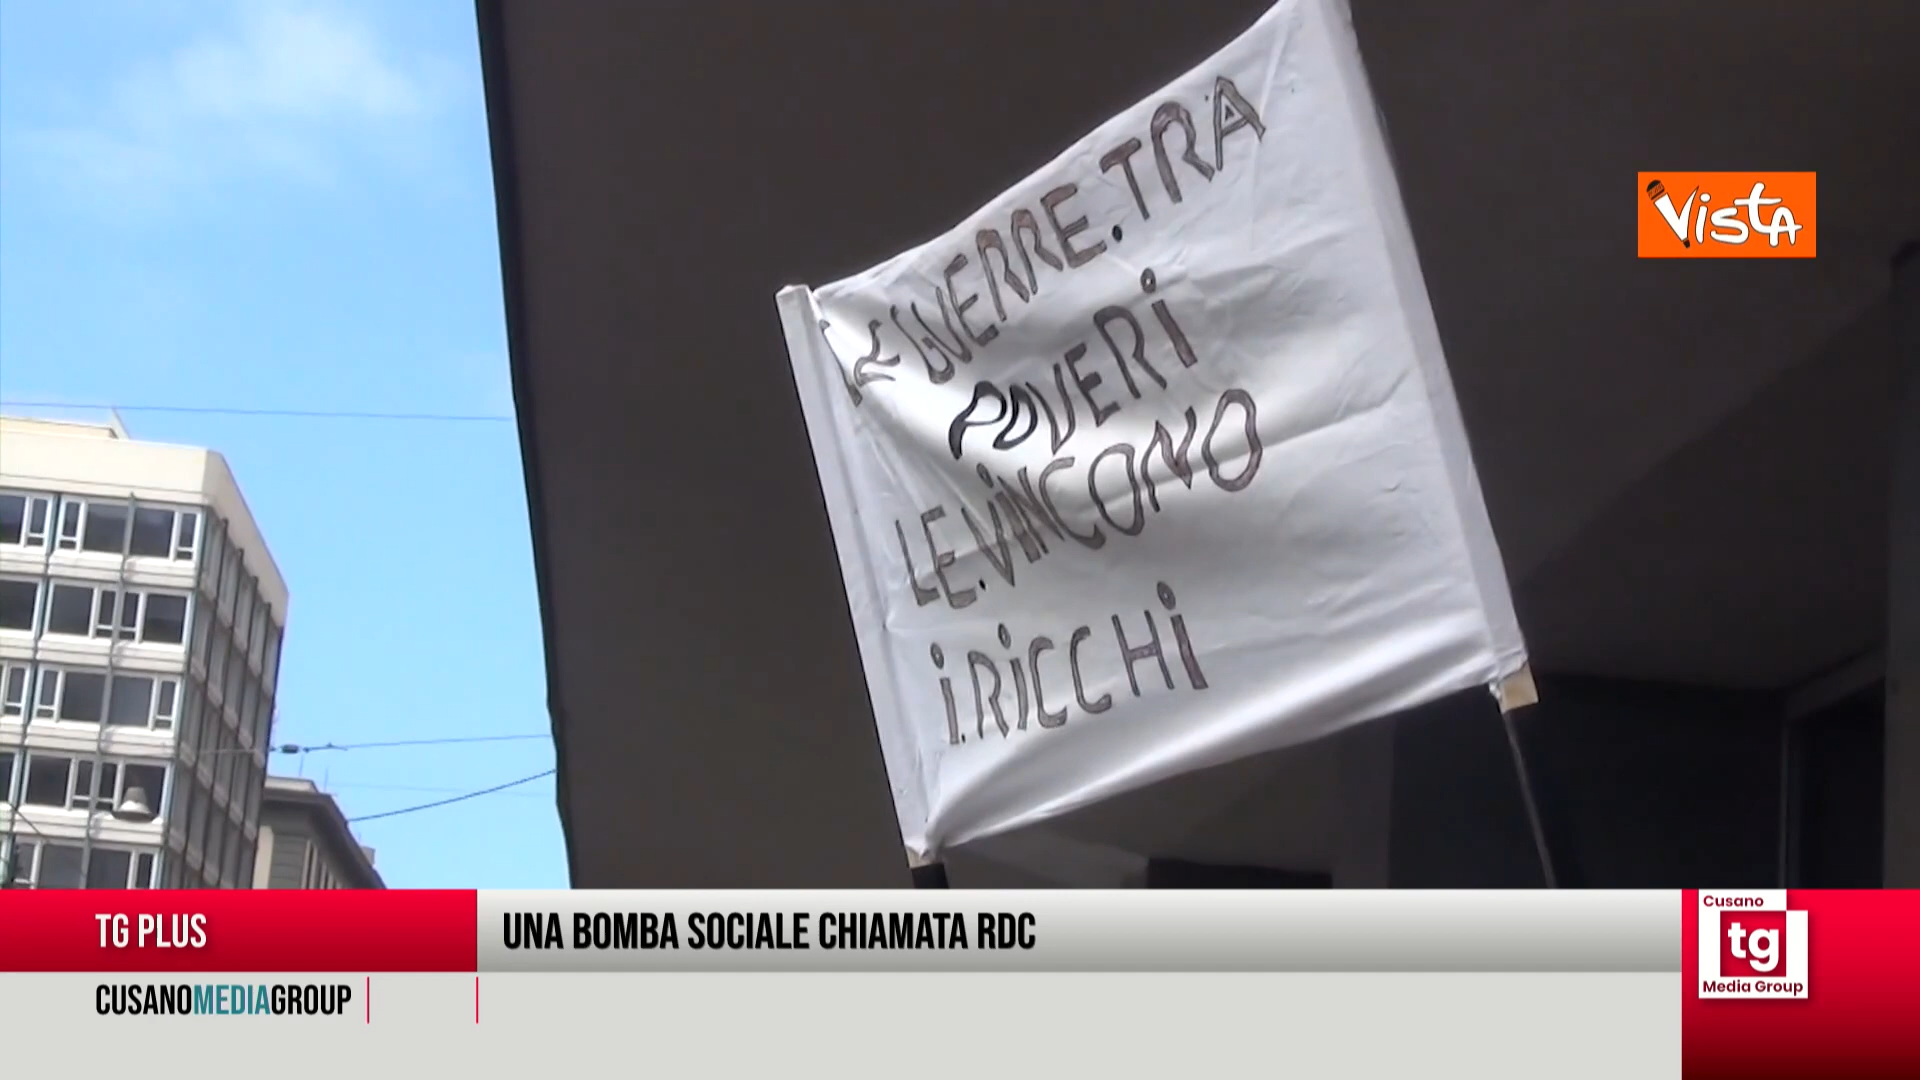 LE GUERRE. TRA
POVERI
LE.ViNCONO
i.RiCCHi
VistA
TG PLUS
UNA BOMBA SOCIALE CHIAMATA RDC
CUSANOMEDIAGROUP
Cusano
tg
Media Group